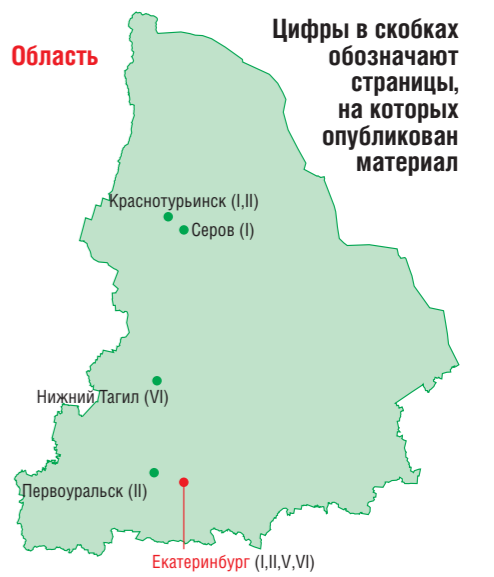 Область
Цифры в скобках
обозначают
страницы,
на которых
опубликован
материал
Краснотурьинск (I,II)
Серов (I)
Нижний Тагил (VI)
Первоуральск (II)
Екатеринбург (I,II,V,VI)